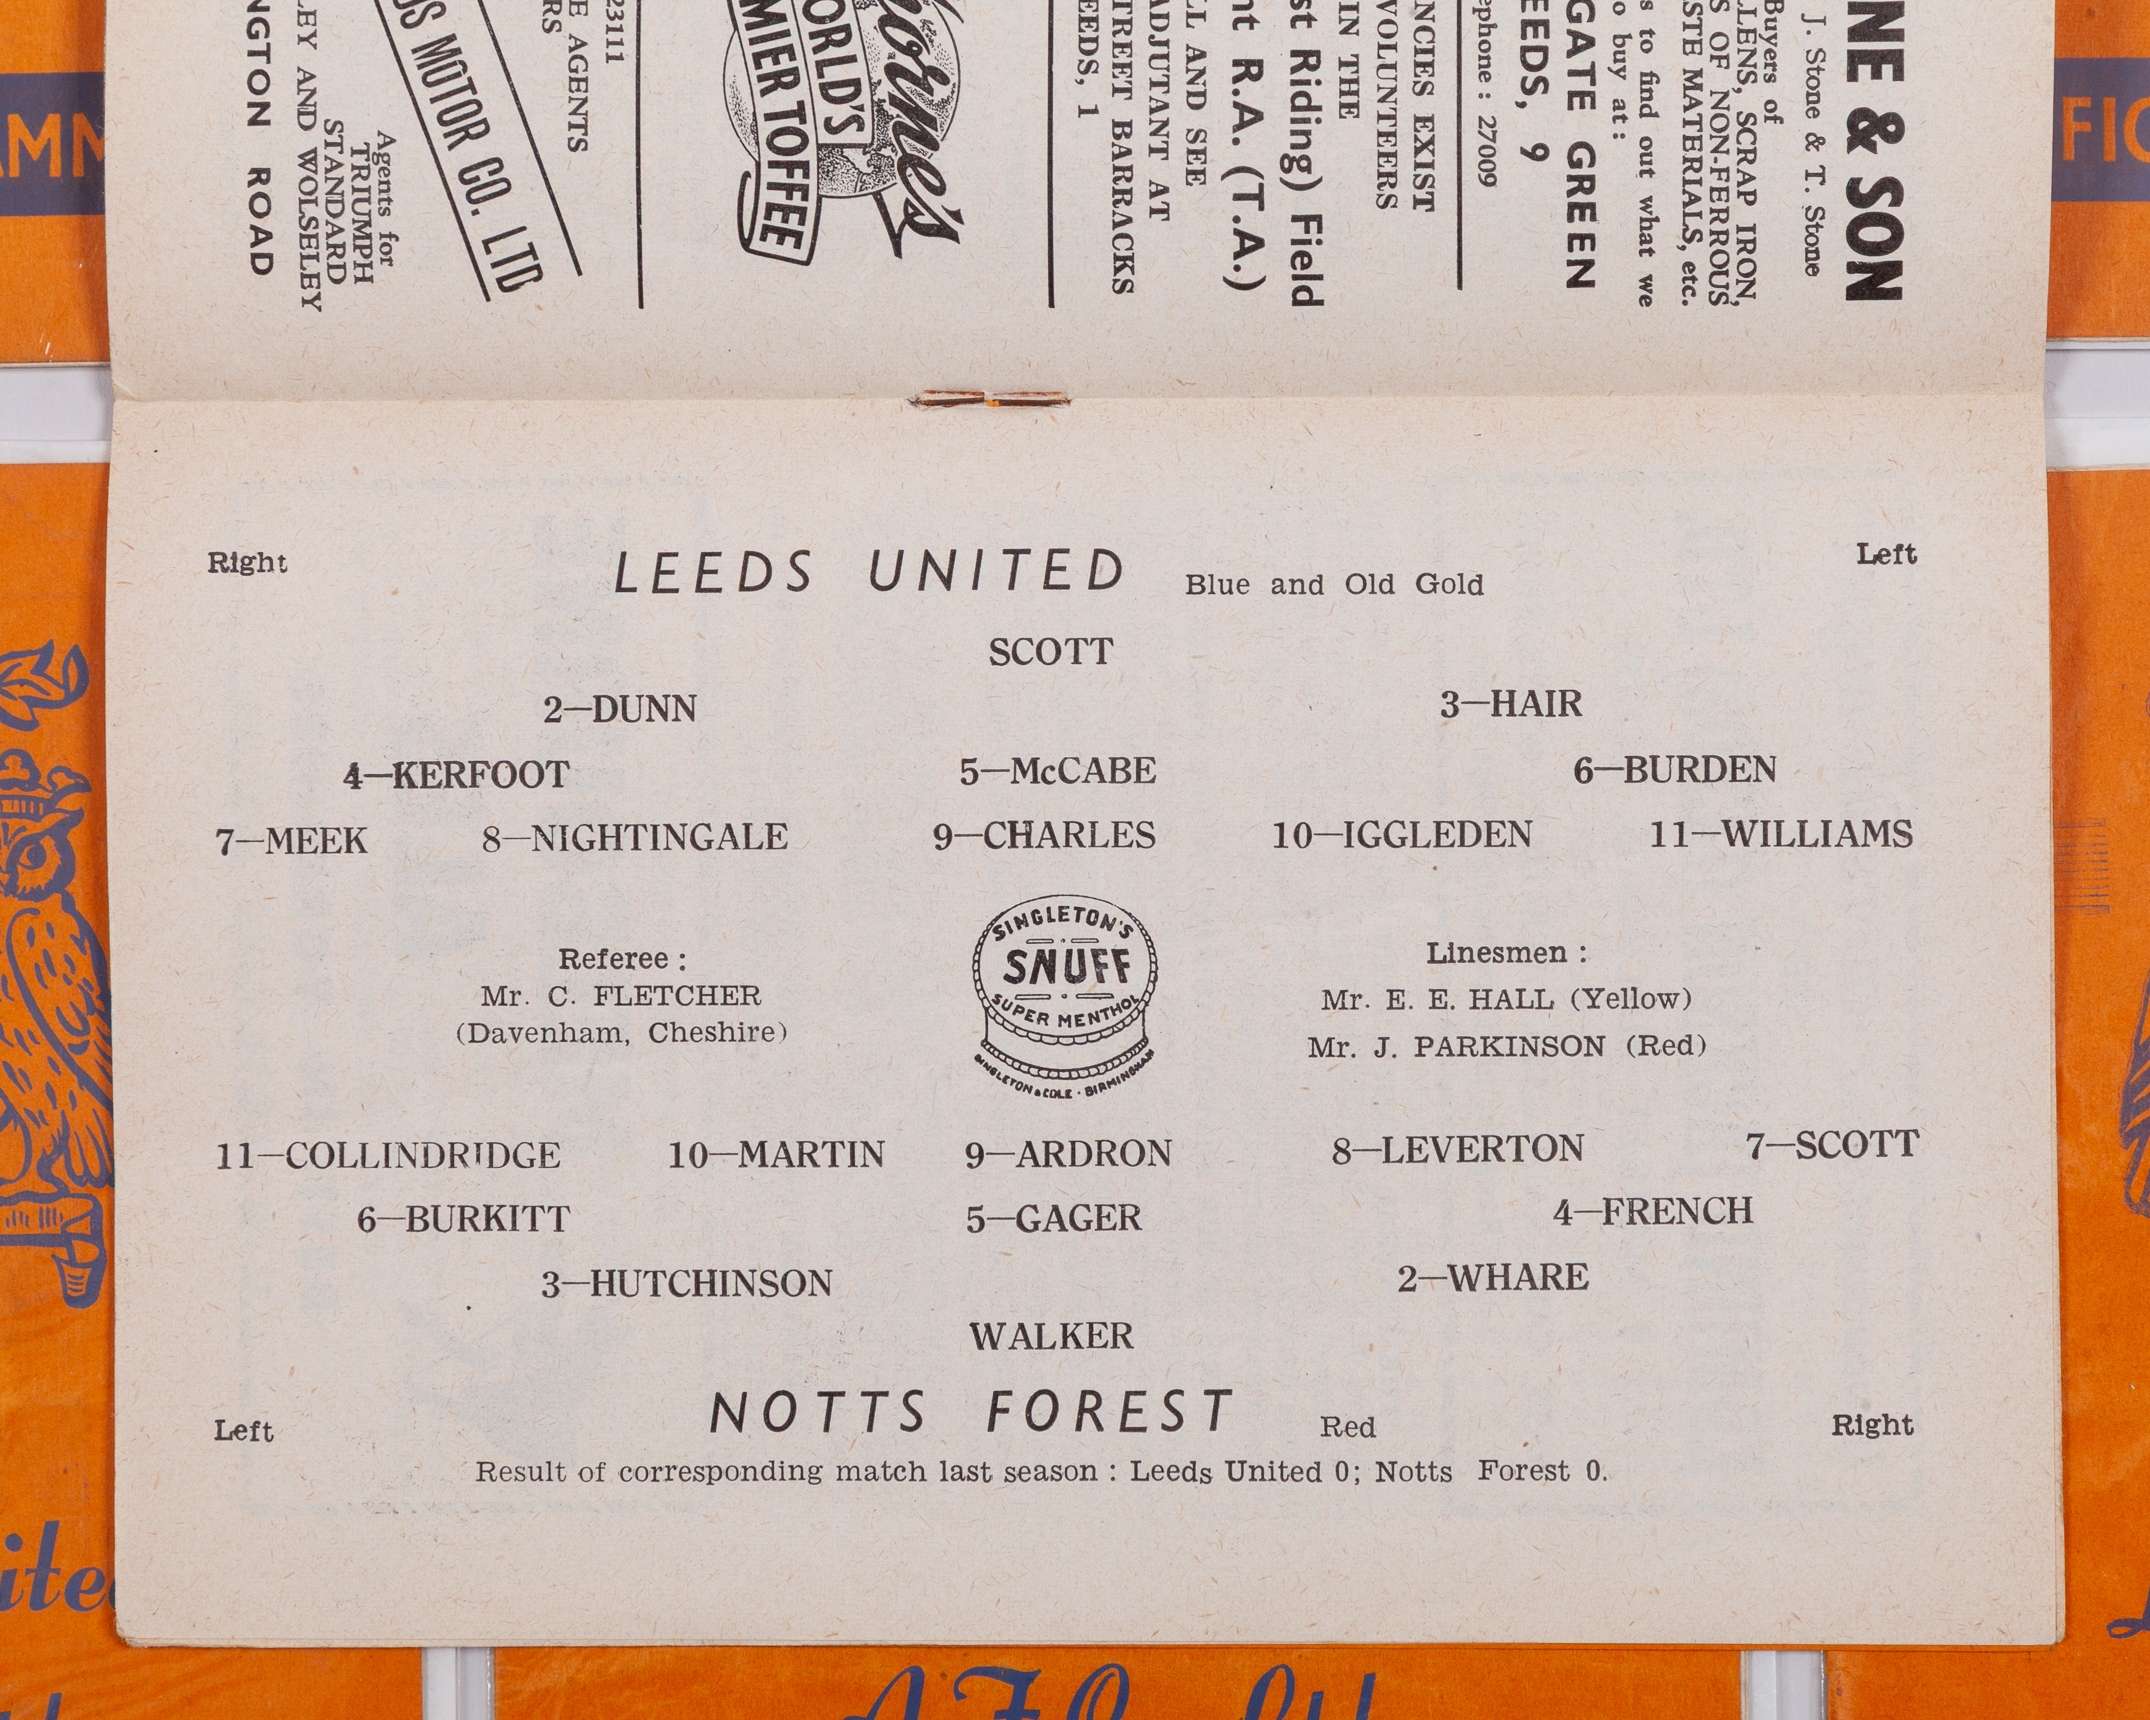 NE & SON
J. Stone & T. Stone
Buyers of
LLENS, SCRAP IRON,
S OF NON-FERROUS
STE MATERIALS, etc.
s to find out what we
o buy at:
GATE GREEN
EEDS, 9
ephone: 27009
NCIES EXIST
VOLUNTEERS
IN THE
st Riding) Field
nt R.A. (T.A.)
LL AND SEE
ADJUTANT AT
TREET BARRACKS
EEDS, 1
horne's
ORLD'S
MIER TOFFEE
23111
E AGENTS
RS
US MOTOR CO. LTD
Agents for
TRIUMPH
STANDARD
LEY AND WOLSELEY
NGTON ROAD
Right LEEDS UNITED Blue and Old Gold Left
SCOTT
2—DUNN 3—HAIR
4—KERFOOT 5—McCABE 6—BURDEN
7—MEEK 8—NIGHTINGALE 9—CHARLES 10—IGGLEDEN 11—WILLIAMS
Referee :
Mr. C. FLETCHER
(Davenham, Cheshire)
SINGLETON'S
SNUFF
SUPER MENTHOL
SINGLETON & COLE · BIRMINGHAM
Linesmen :
Mr. E. E. HALL (Yellow)
Mr. J. PARKINSON (Red)
11—COLLINDRIDGE 10—MARTIN 9—ARDRON 8—LEVERTON 7—SCOTT
6—BURKITT 5—GAGER 4—FRENCH
3—HUTCHINSON 2—WHARE
WALKER
Left NOTTS FOREST Red Right
Result of corresponding match last season : Leeds United 0; Notts Forest 0.